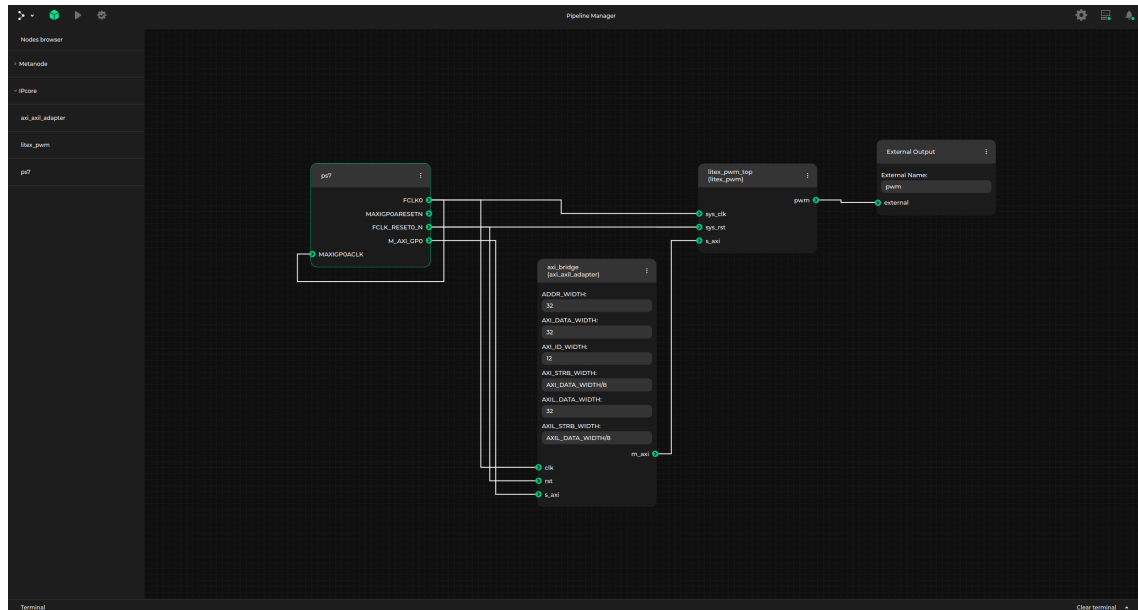 Pipeline Manager
Nodes browser
Metanode
IPcore
axi_axil_adapter
litex_pwm
ps7
ps7
FCLK0
MAXIGP0ARESETN
FCLK_RESET0_N
M_AXI_GP0
MAXIGP0ACLK
axi_bridge
(axi_axil_adapter)
ADDR_WIDTH:
32
AXI_DATA_WIDTH:
32
AXI_ID_WIDTH:
12
AXI_STRB_WIDTH:
AXI_DATA_WIDTH/8
AXIL_DATA_WIDTH:
32
AXIL_STRB_WIDTH:
AXIL_DATA_WIDTH/8
m_axi
clk
rst
s_axi
litex_pwm_top
(litex_pwm)
pwm
sys_clk
sys_rst
s_axi
External Output
External Name:
pwm
external
Terminal
Clear terminal